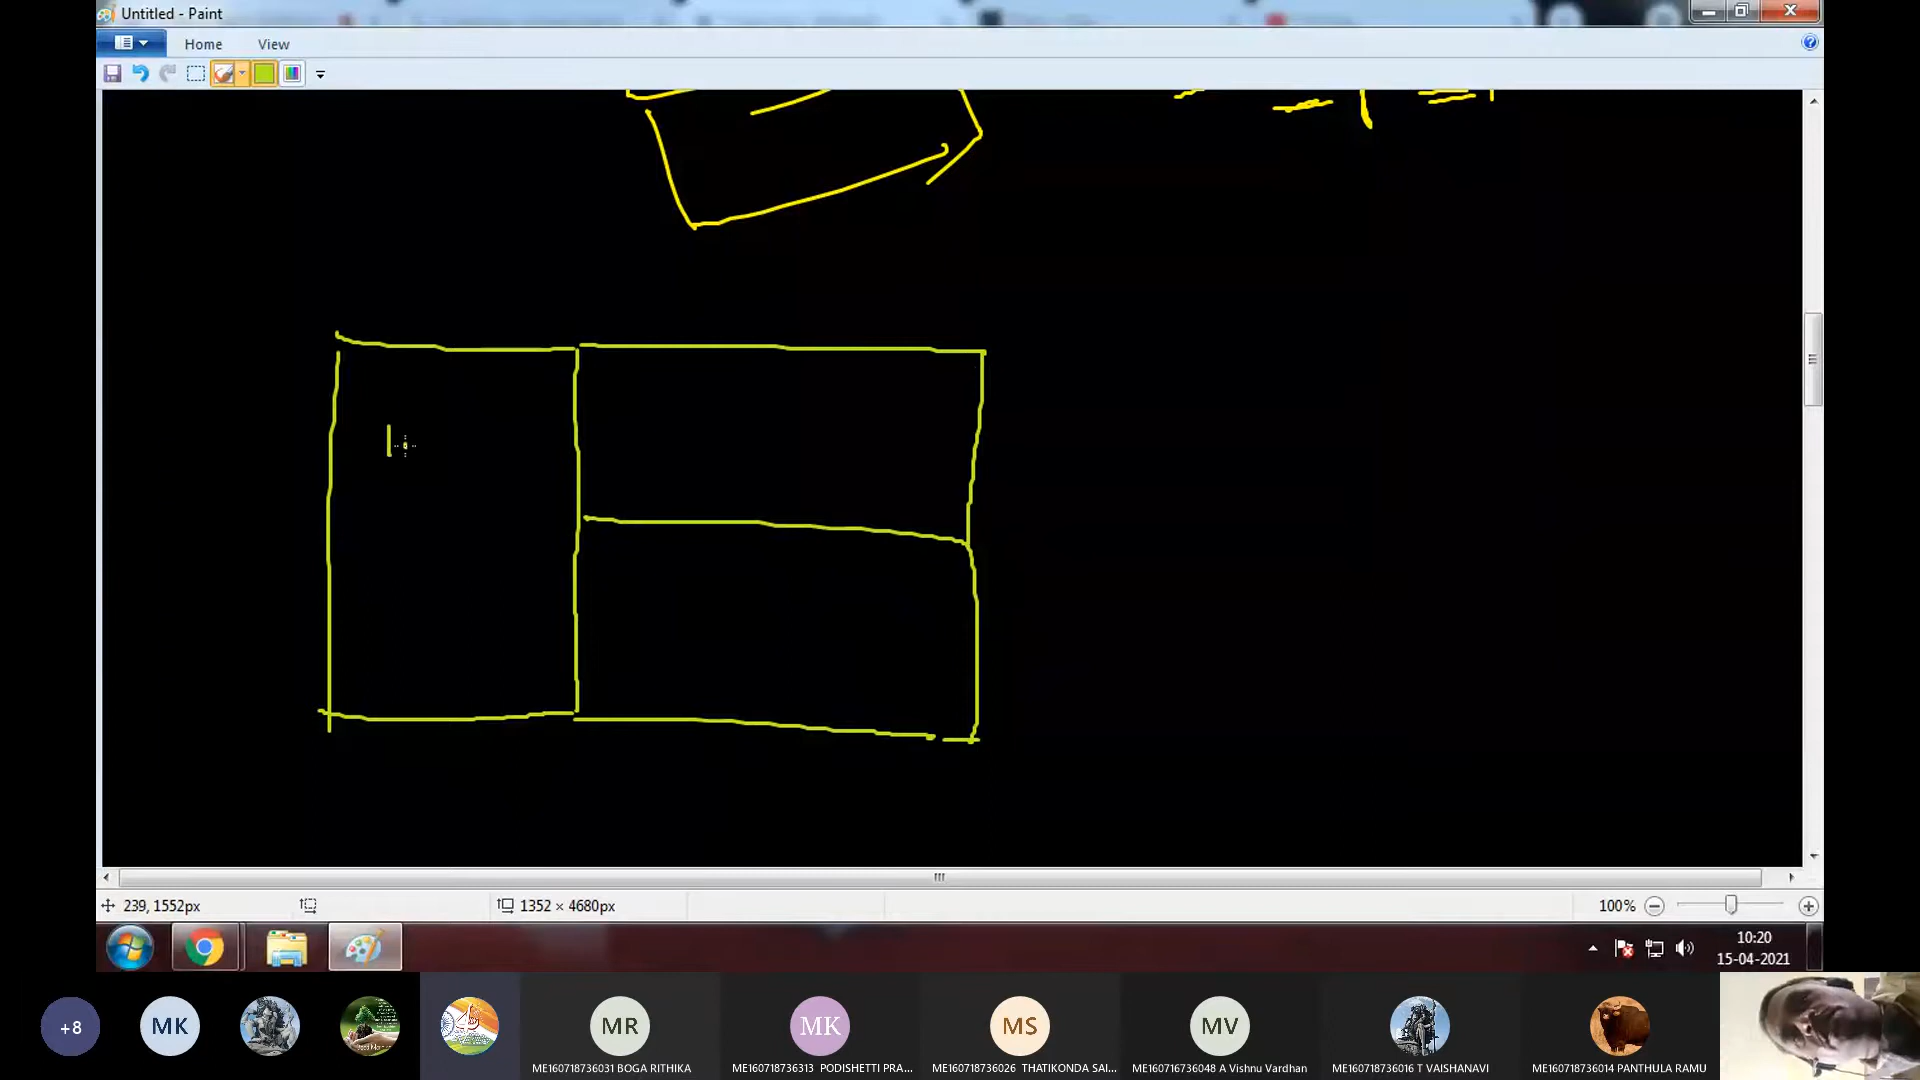 Untitled - Paint
Home View
239, 1552px
1352 × 4680px
100%
10:20
15-04-2021
+8
MK
MR
MK
MS
MV
ME160718736031 BOGA RITHIKA
ME160718736313 PODISHETTI PRA...
ME160718736026 THATIKONDA SAI...
ME160716736048 A Vishnu Vardhan
ME160718736016 T VAISHANAVI
ME160718736014 PANTHULA RAMU